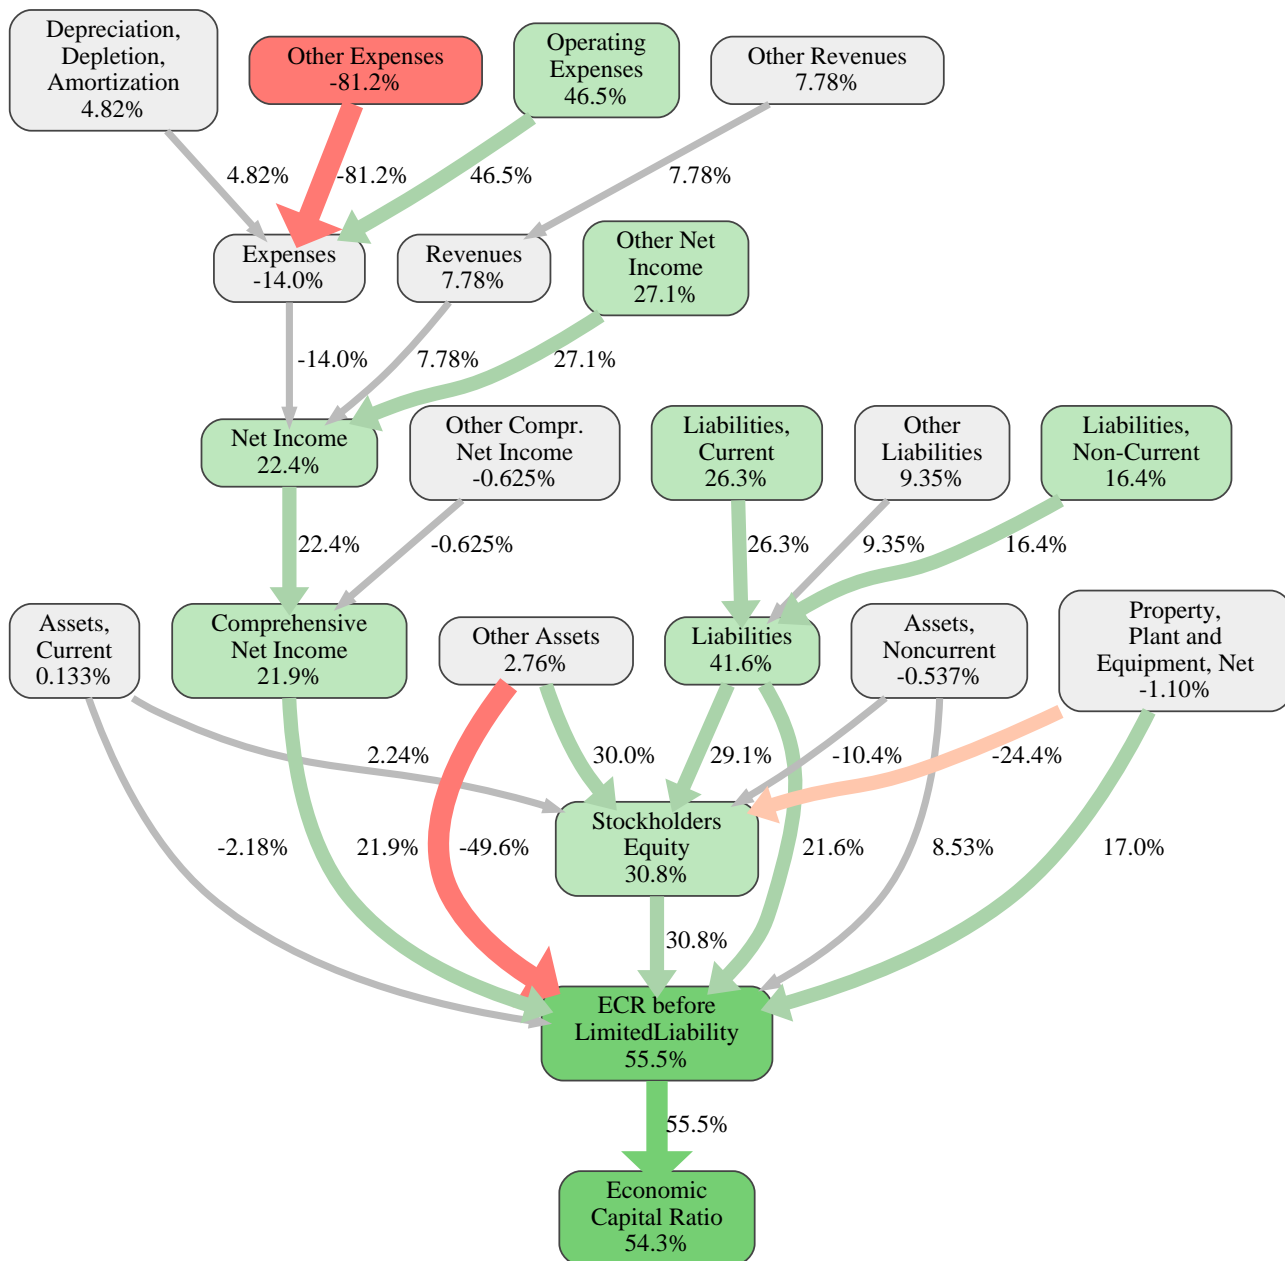 Depreciation,
Depletion,
Amortization
4.82%
Other Expenses
-81.2%
Operating
Expenses
46.5%
Other Revenues
7.78%
4.82%
-81.2%
46.5%
7.78%
Expenses
-14.0%
Revenues
7.78%
Other Net
Income
27.1%
-14.0%
7.78%
27.1%
Net Income
22.4%
Other Compr.
Net Income
-0.625%
Liabilities,
Current
26.3%
Other
Liabilities
9.35%
Liabilities,
Non-Current
16.4%
22.4%
-0.625%
26.3%
9.35%
16.4%
Assets,
Current
0.133%
Comprehensive
Net Income
21.9%
Other Assets
2.76%
Liabilities
41.6%
Assets,
Noncurrent
-0.537%
Property,
Plant and
Equipment, Net
-1.10%
2.24%
30.0%
29.1%
-10.4%
-24.4%
Stockholders
Equity
30.8%
-2.18%
21.9%
-49.6%
21.6%
8.53%
17.0%
30.8%
ECR before
LimitedLiability
55.5%
55.5%
Economic
Capital Ratio
54.3%